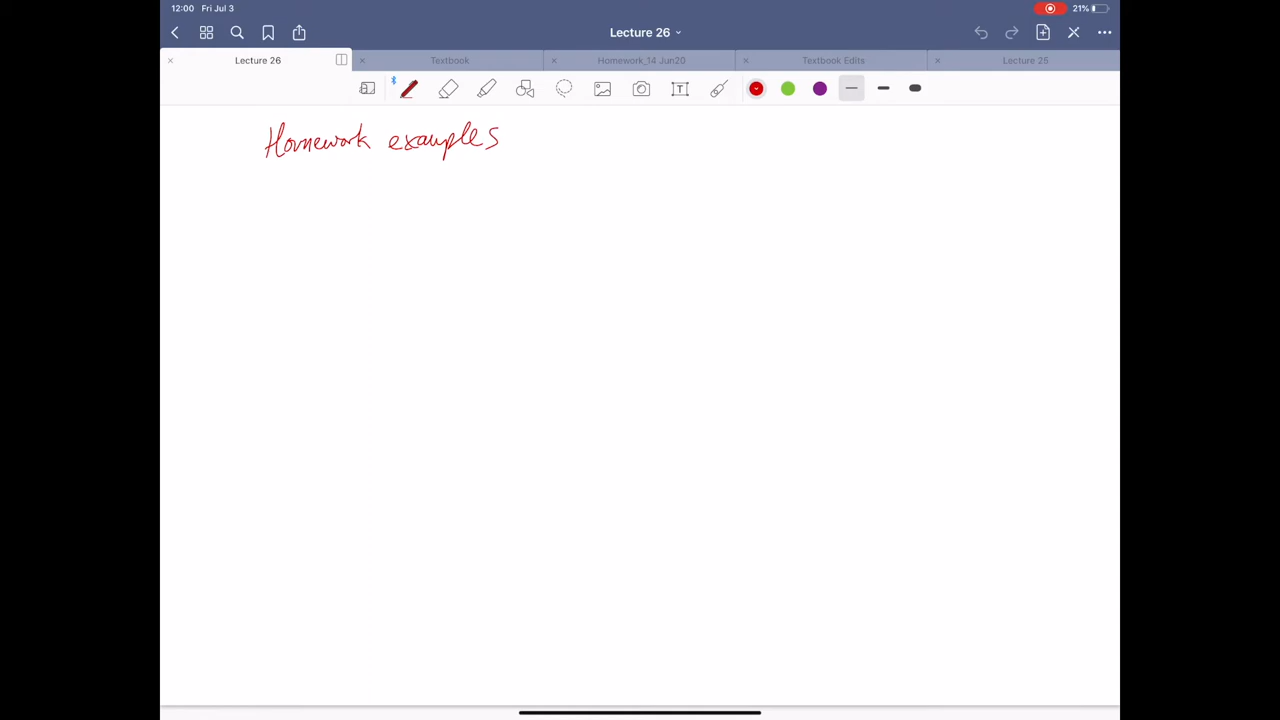 12:00 Fri Jul 3
21%
Lecture 26
Lecture 26
Textbook
Homework_14 Jun20
Textbook Edits
Lecture 25
T
Homework examples